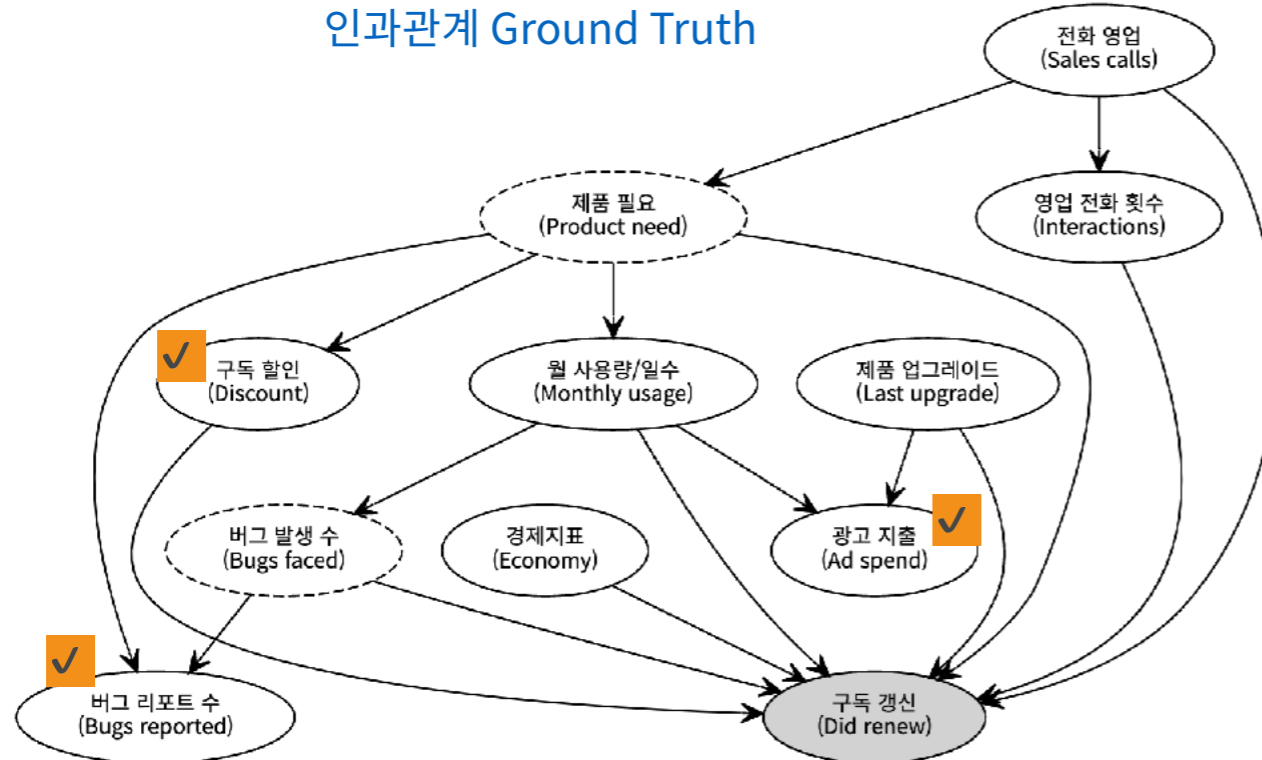 인과관계 Ground Truth
전화 영업
(Sales calls)
제품 필요
(Product need)
영업 전화 횟수
(Interactions)
구독 할인
(Discount)
월 사용량/일수
(Monthly usage)
제품 업그레이드
(Last upgrade)
버그 발생 수
(Bugs faced)
경제지표
(Economy)
광고 지출
(Ad spend)
버그 리포트 수
(Bugs reported)
구독 갱신
(Did renew)